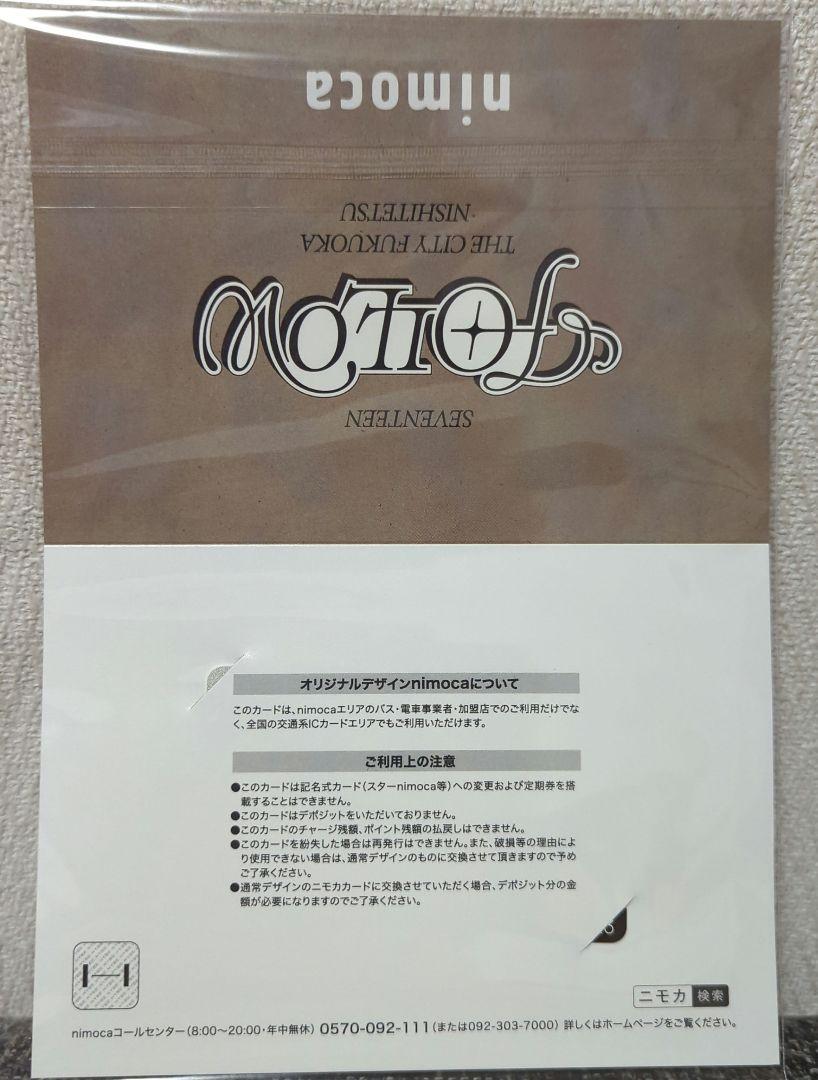 nimoca
NISHITETSU
THE CITY FUKUOKA
FOLLOW
SEVENTEEN
オリジナルデザインnimocaについて
このカードは、nimocaエリアのバス・電車事業者・加盟店でのご利用だけでな
く、全国の交通系ICカードエリアでもご利用いただけます。
ご利用上の注意
●このカードは記名式カード(スターnimoca等)への変更および定期券を搭
載することはできません。
●このカードはデポジットをいただいておりません。
●このカードのチャージ残額、ポイント残額の払戻しはできません。
●このカードを紛失した場合は再発行はできません。また、破損等の理由によ
り使用できない場合は、通常デザインのものに交換させて頂きますので予め
ご了承ください。
●通常デザインのニモカカードに交換させていただく場合、デポジット分の金
額が必要になりますのでご了承ください。
ニモカ 検索
nimocaコールセンター(8:00～20:00・年中無休) 0570-092-111(または092-303-7000) 詳しくはホームページをご覧ください。